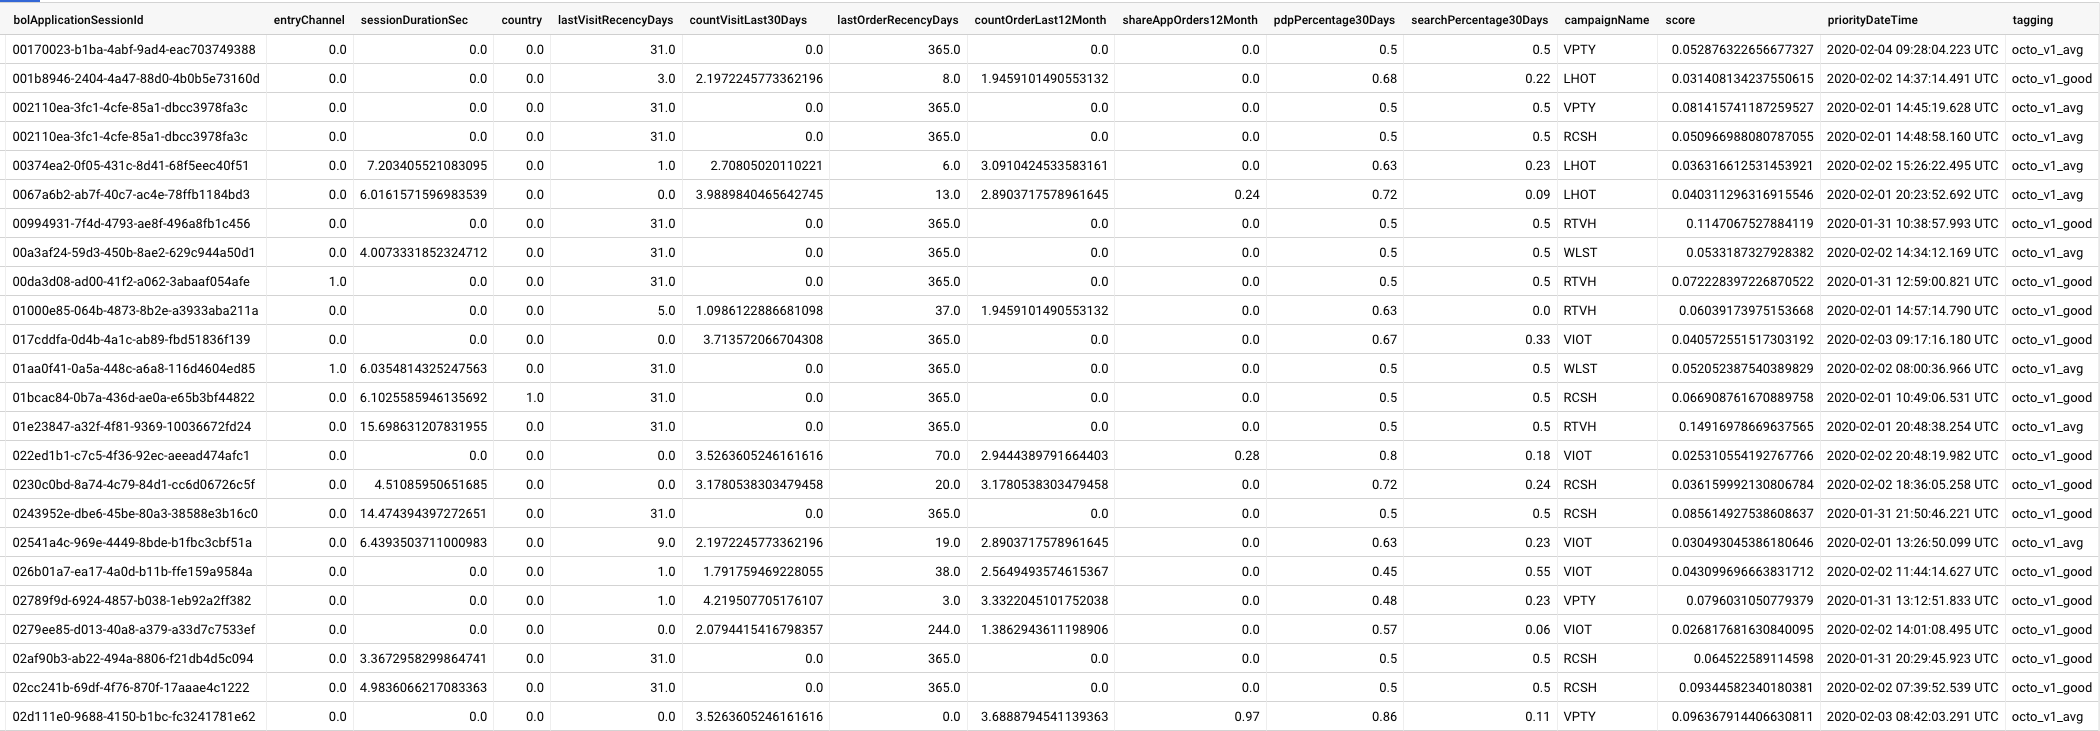 bolApplicationSessionId entryChannel sessionDurationSec country lastVisitRecencyDays countVisitLast30Days lastOrderRecencyDays countOrderLast12Month shareAppOrders12Month pdpPercentage30Days searchPercentage30Days campaignName score priorityDateTime tagging
00170023-b1ba-4abf-9ad4-eac703749388 0.0 0.0 0.0 31.0 0.0 365.0 0.0 0.0 0.5 0.5 VPTY 0.052876322656677327 2020-02-04 09:28:04.223 UTC octo_v1_avg
001b8946-2404-4a47-88d0-4b0b5e73160d 0.0 0.0 0.0 3.0 2.1972245773362196 8.0 1.9459101490553132 0.0 0.68 0.22 LHOT 0.031408134237550615 2020-02-02 14:37:14.491 UTC octo_v1_good
002110ea-3fc1-4cfe-85a1-dbcc3978fa3c 0.0 0.0 0.0 31.0 0.0 365.0 0.0 0.0 0.5 0.5 VPTY 0.081415741187259527 2020-02-01 14:45:19.628 UTC octo_v1_avg
002110ea-3fc1-4cfe-85a1-dbcc3978fa3c 0.0 0.0 0.0 31.0 0.0 365.0 0.0 0.0 0.5 0.5 RCSH 0.050966988080787055 2020-02-01 14:48:58.160 UTC octo_v1_avg
00374ea2-0f05-431c-8d41-68f5eec40f51 0.0 7.203405521083095 0.0 1.0 2.70805020110221 6.0 3.0910424533583161 0.0 0.63 0.23 LHOT 0.036316612531453921 2020-02-02 15:26:22.495 UTC octo_v1_avg
0067a6b2-ab7f-40c7-ac4e-78ffb1184bd3 0.0 6.0161571596983539 0.0 0.0 3.9889840465642745 13.0 2.8903717578961645 0.24 0.72 0.09 LHOT 0.040311296316915546 2020-02-01 20:23:52.692 UTC octo_v1_avg
00994931-7f4d-4793-ae8f-496a8fb1c456 0.0 0.0 0.0 31.0 0.0 365.0 0.0 0.0 0.5 0.5 RTVH 0.1147067527884119 2020-01-31 10:38:57.993 UTC octo_v1_good
00a3af24-59d3-450b-8ae2-629c944a50d1 0.0 4.0073331852324712 0.0 31.0 0.0 365.0 0.0 0.0 0.5 0.5 WLST 0.0533187327928382 2020-02-02 14:34:12.169 UTC octo_v1_avg
00da3d08-ad00-41f2-a062-3abaaf054afe 1.0 0.0 0.0 31.0 0.0 365.0 0.0 0.0 0.5 0.5 RTVH 0.072228397226870522 2020-01-31 12:59:00.821 UTC octo_v1_good
01000e85-064b-4873-8b2e-a3933aba211a 0.0 0.0 0.0 5.0 1.0986122886681098 37.0 1.9459101490553132 0.0 0.63 0.0 RTVH 0.06039173975153668 2020-02-01 14:57:14.790 UTC octo_v1_good
017cddfa-0d4b-4a1c-ab89-fbd51836f139 0.0 0.0 0.0 0.0 3.713572066704308 365.0 0.0 0.0 0.67 0.33 VIOT 0.040572551517303192 2020-02-03 09:17:16.180 UTC octo_v1_good
01aa0f41-0a5a-448c-a6a8-116d4604ed85 1.0 6.0354814325247563 0.0 31.0 0.0 365.0 0.0 0.0 0.5 0.5 WLST 0.052052387540389829 2020-02-02 08:00:36.966 UTC octo_v1_avg
01bcac84-0b7a-436d-ae0a-e65b3bf44822 0.0 6.1025585946135692 1.0 31.0 0.0 365.0 0.0 0.0 0.5 0.5 RCSH 0.066908761670889758 2020-02-01 10:49:06.531 UTC octo_v1_good
01e23847-a32f-4f81-9369-10036672fd24 0.0 15.698631207831955 0.0 31.0 0.0 365.0 0.0 0.0 0.5 0.5 RTVH 0.14916978669637565 2020-02-01 20:48:38.254 UTC octo_v1_avg
022ed1b1-c7c5-4f36-92ec-aeead474afc1 0.0 0.0 0.0 0.0 3.5263605246161616 70.0 2.9444389791664403 0.28 0.8 0.18 VIOT 0.025310554192767766 2020-02-02 20:48:19.982 UTC octo_v1_good
0230c0bd-8a74-4c79-84d1-cc6d06726c5f 0.0 4.51085950651685 0.0 0.0 3.1780538303479458 20.0 3.1780538303479458 0.0 0.72 0.24 RCSH 0.036159992130806784 2020-02-02 18:36:05.258 UTC octo_v1_good
0243952e-dbe6-45be-80a3-38588e3b16c0 0.0 14.474394397272651 0.0 31.0 0.0 365.0 0.0 0.0 0.5 0.5 RCSH 0.085614927538608637 2020-01-31 21:50:46.221 UTC octo_v1_good
02541a4c-969e-4449-8bde-b1fbc3cbf51a 0.0 6.4393503711000983 0.0 9.0 2.1972245773362196 19.0 2.8903717578961645 0.0 0.63 0.23 VIOT 0.030493045386180646 2020-02-01 13:26:50.099 UTC octo_v1_avg
026b01a7-ea17-4a0d-b11b-ffe159a9584a 0.0 0.0 0.0 1.0 1.791759469228055 38.0 2.5649493574615367 0.0 0.45 0.55 VIOT 0.043099696663831712 2020-02-02 11:44:14.627 UTC octo_v1_good
02789f9d-6924-4857-b038-1eb92a2ff382 0.0 0.0 0.0 1.0 4.219507705176107 3.0 3.3322045101752038 0.0 0.48 0.23 VPTY 0.0796031050779379 2020-01-31 13:12:51.833 UTC octo_v1_good
0279ee85-d013-40a8-a379-a33d7c7533ef 0.0 0.0 0.0 0.0 2.0794415416798357 244.0 1.3862943611198906 0.0 0.57 0.06 VIOT 0.026817681630840095 2020-02-02 14:01:08.495 UTC octo_v1_good
02af90b3-ab22-494a-8806-f21db4d5c094 0.0 3.3672958299864741 0.0 31.0 0.0 365.0 0.0 0.0 0.5 0.5 RCSH 0.064522589114598 2020-01-31 20:29:45.923 UTC octo_v1_good
02cc241b-69df-4f76-870f-17aaae4c1222 0.0 4.9836066217083363 0.0 31.0 0.0 365.0 0.0 0.0 0.5 0.5 RCSH 0.09344582340180381 2020-02-02 07:39:52.539 UTC octo_v1_good
02d111e0-9688-4150-b1bc-fc3241781e62 0.0 0.0 0.0 0.0 3.5263605246161616 0.0 3.6888794541139363 0.97 0.86 0.11 VPTY 0.096367914406630811 2020-02-03 08:42:03.291 UTC octo_v1_avg